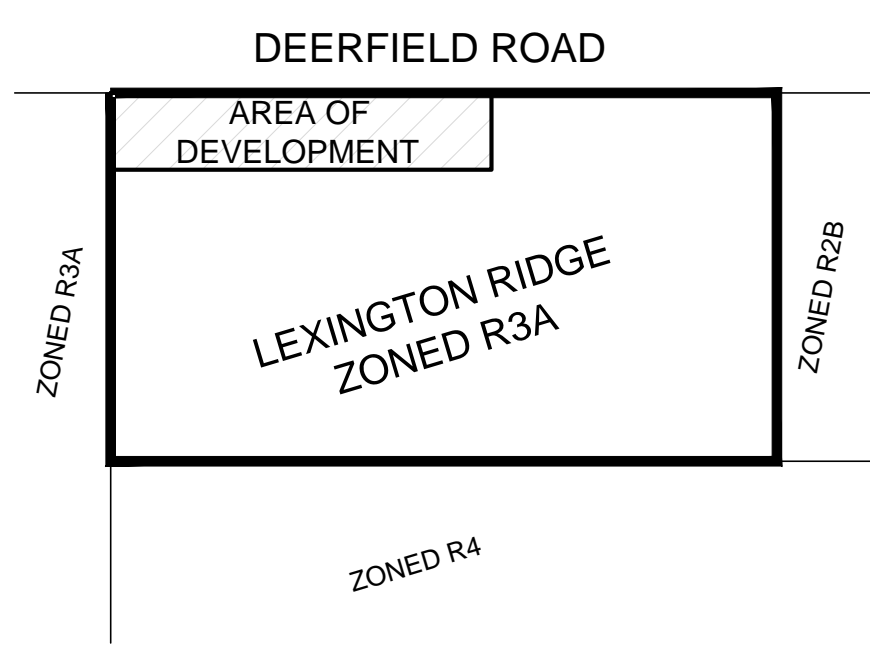 DEERFIELD ROAD
AREA OF
DEVELOPMENT
ZONED R3A
LEXINGTON RIDGE
ZONED R3A
ZONED R2B
ZONED R4